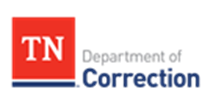 TN
Department of
Correction